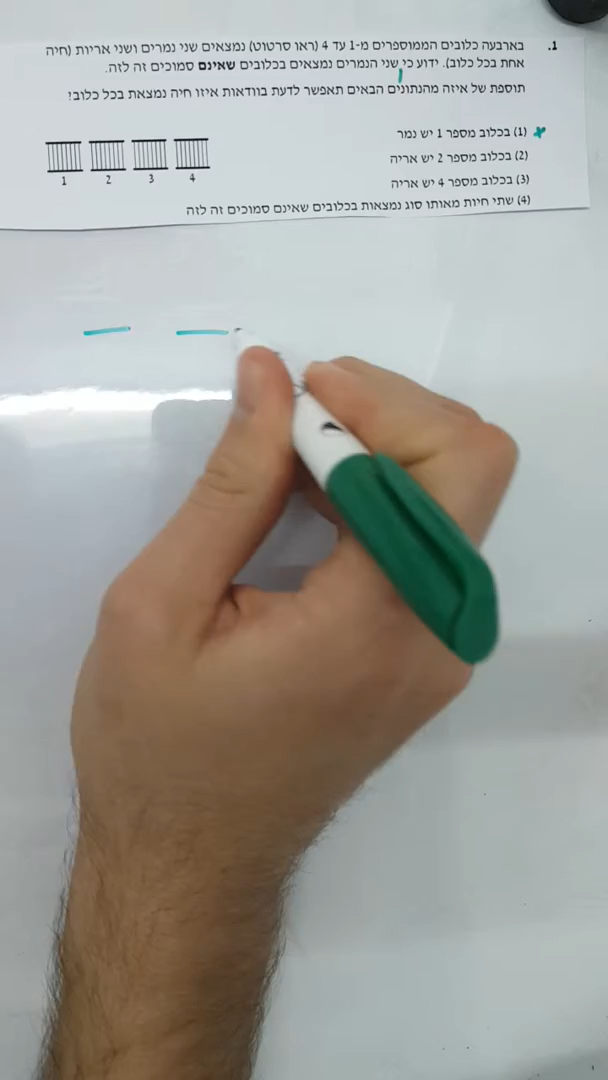 1. בארבעה כלובים הממוספרים מ-1 עד 4 (ראו סרטוט) נמצאים שני נמרים ושני אריות (חיה
אחת בכל כלוב). ידוע כי שני הנמרים נמצאים בכלובים שאינם סמוכים זה לזה.
תוספת של איזה מהנתונים הבאים תאפשר לדעת בוודאות איזו חיה נמצאת בכל כלוב?
(1) בכלוב מספר 1 יש נמר
(2) בכלוב מספר 2 יש אריה
(3) בכלוב מספר 4 יש אריה
(4) שתי חיות מאותו סוג נמצאות בכלובים שאינם סמוכים זה לזה
1 2 3 4